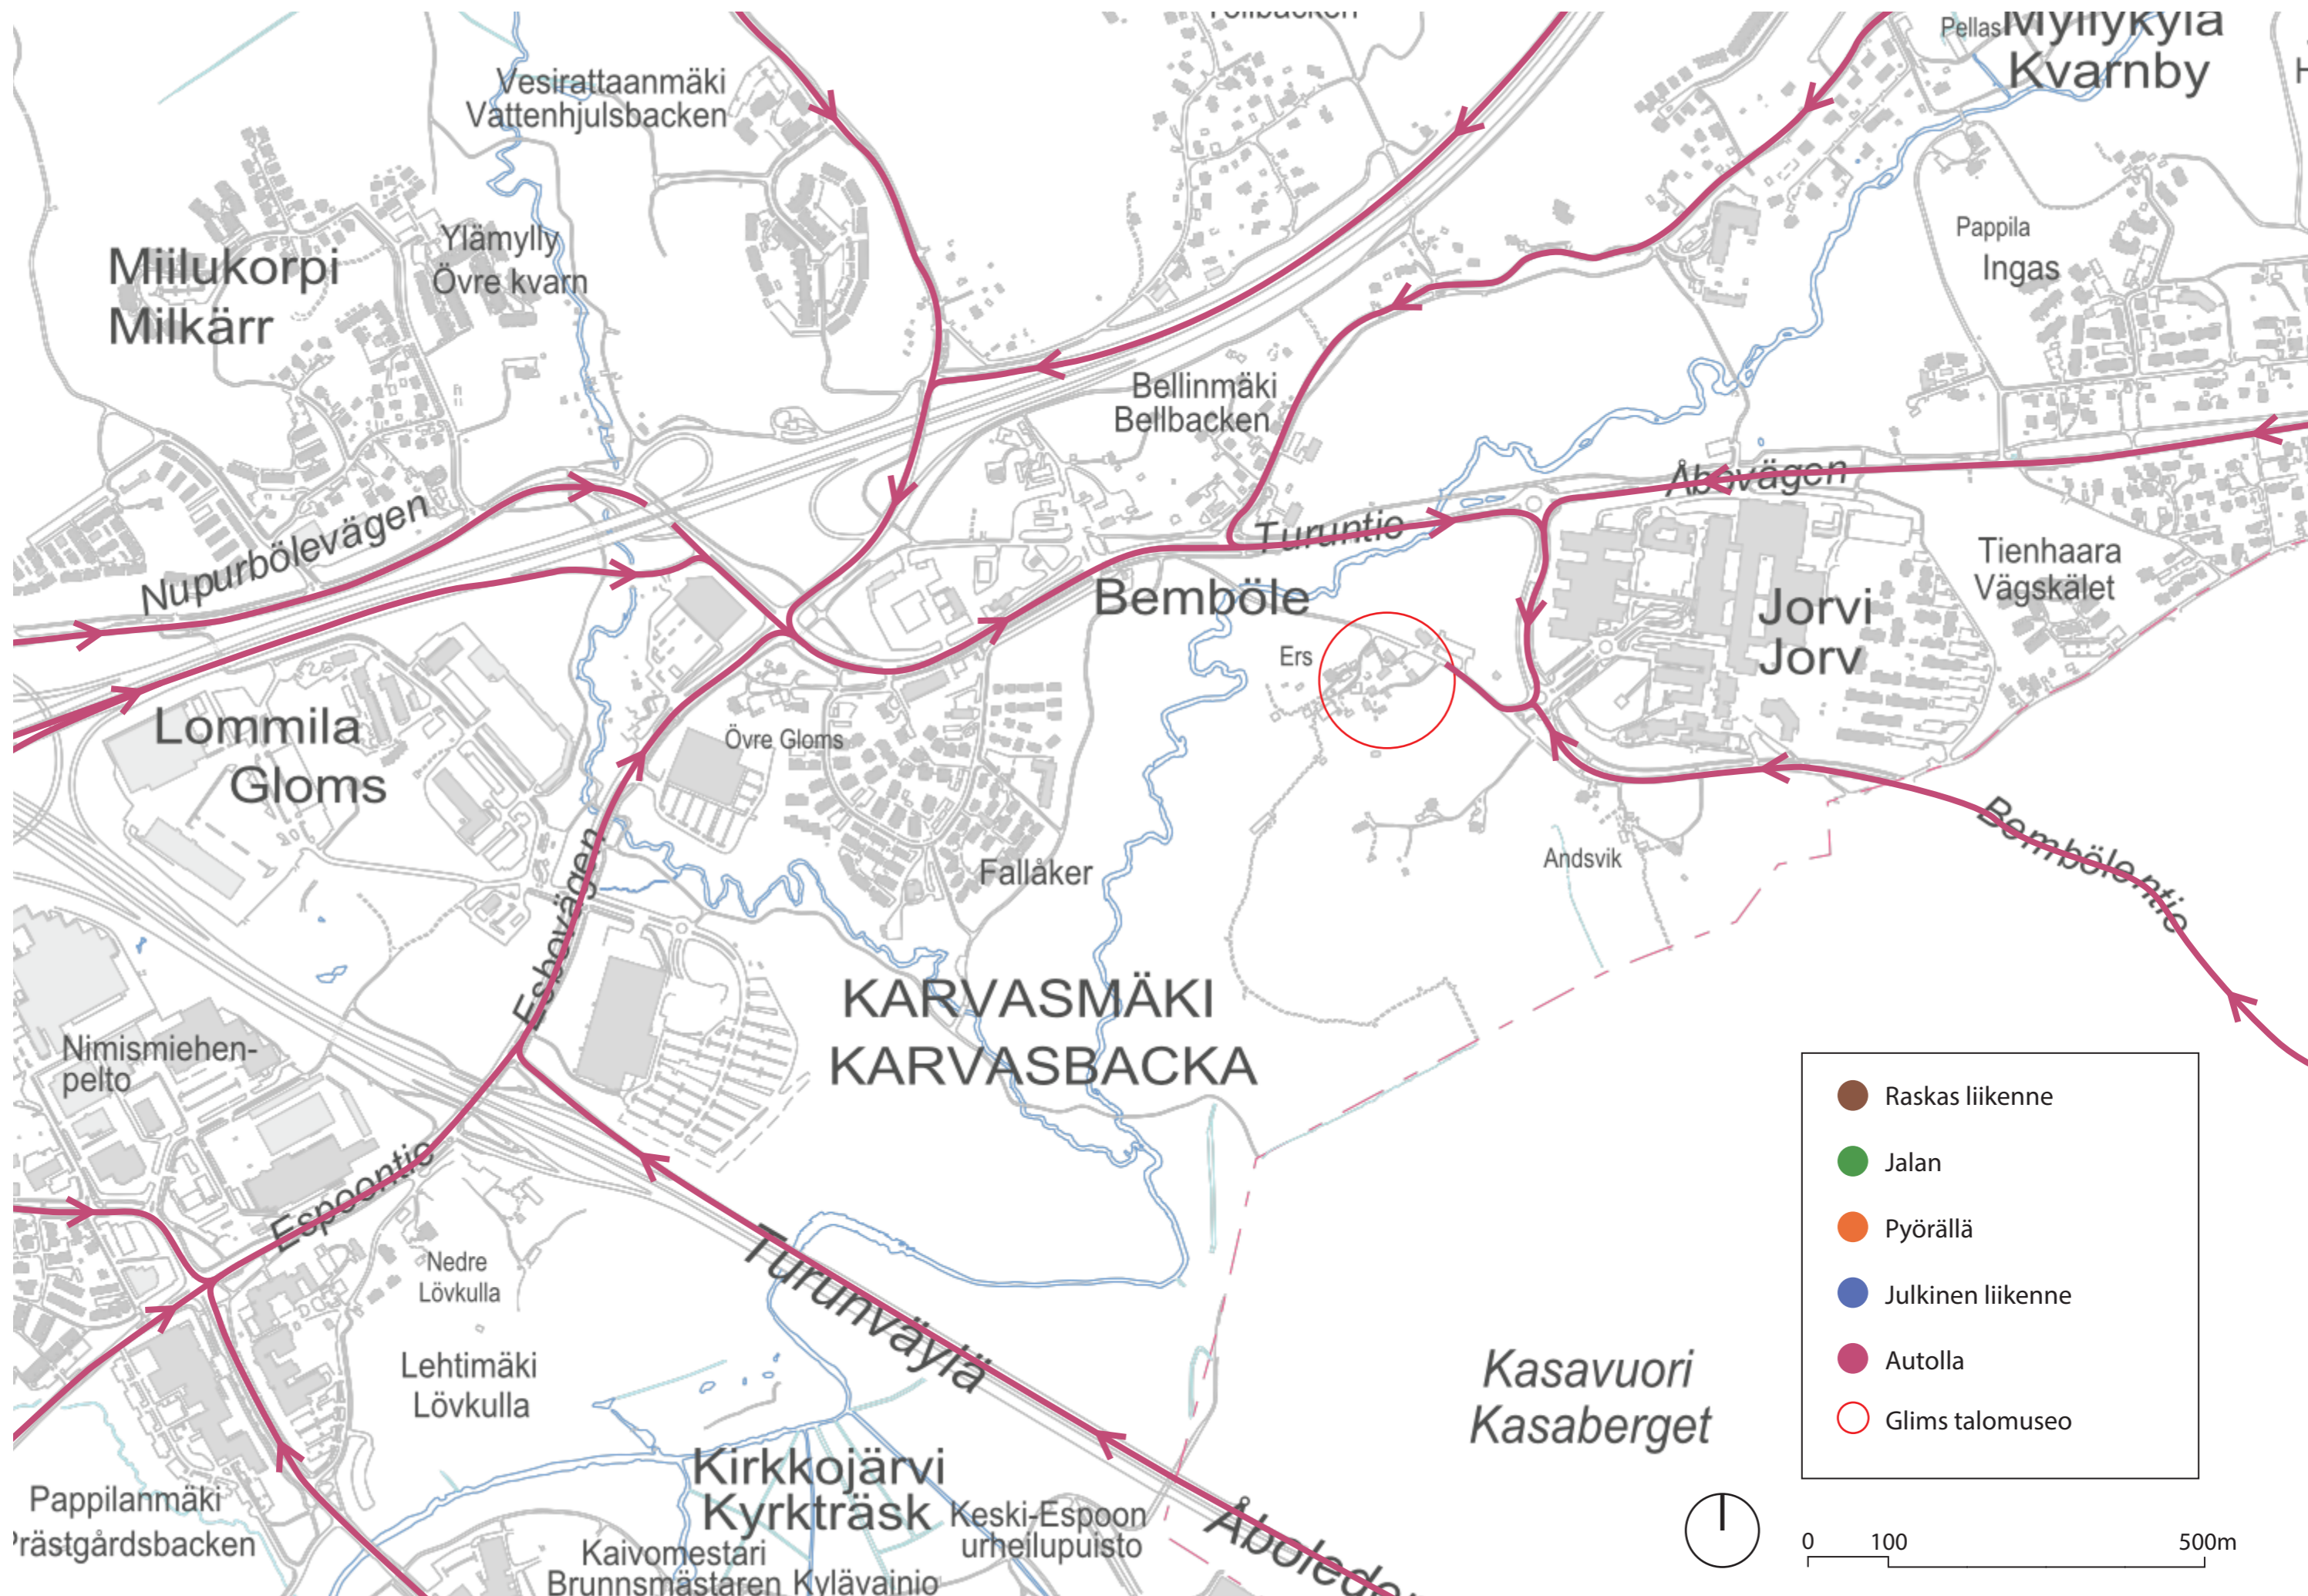 Pellas
Myllykylä
Kvarnby
Vesirattaanmäki
Vattenhjulsbacken
Ylämylly
Övre kvarn
Miilukorpi
Milkärr
Pappila
Ingas
Bellinmäki
Bellbacken
Åbovägen
Nupurbölevägen
Turuntie
Tienhaara
Vägskälet
Bemböle
Jorvi
Jorv
Ers
Lommila
Gloms
Övre Gloms
Bembölentie
Fallåker
Andsvik
Esbovägen
KARVASMÄKI
KARVASBACKA
Nimismiehen-
pelto
Espoontie
Nedre
Lövkulla
Turunväylä
Lehtimäki
Lövkulla
Kasavuori
Kasaberget
Kirkkojärvi
Kyrkträsk
Pappilanmäki
Prästgårdsbacken
Keski-Espoon
urheilupuisto
Kaivomestari
Brunnsmästaren
Kylävainio
Åboleden
Raskas liikenne
Jalan
Pyörällä
Julkinen liikenne
Autolla
Glims talomuseo
0 100 500m